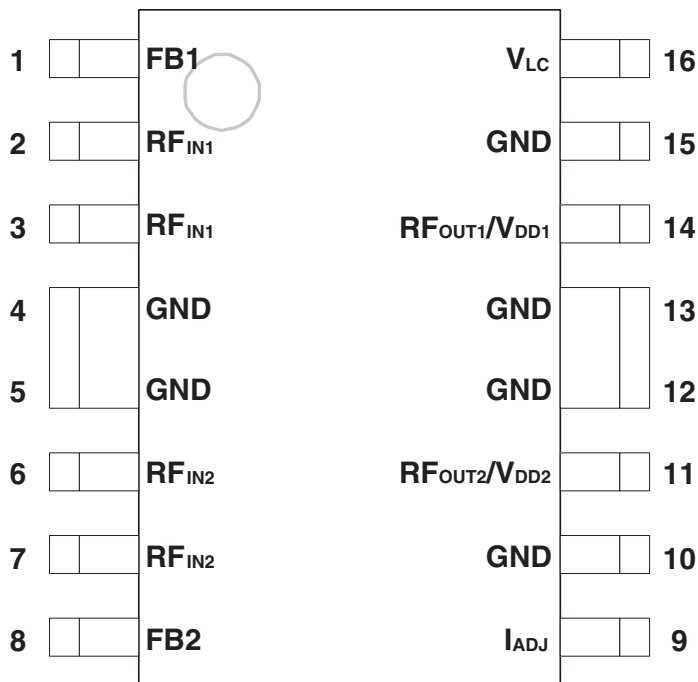 1 FB1 VLC 16
2 RFIN1 GND 15
3 RFIN1 RFOUT1/VDD1 14
4 GND GND 13
5 GND GND 12
6 RFIN2 RFOUT2/VDD2 11
7 RFIN2 GND 10
8 FB2 IADJ 9